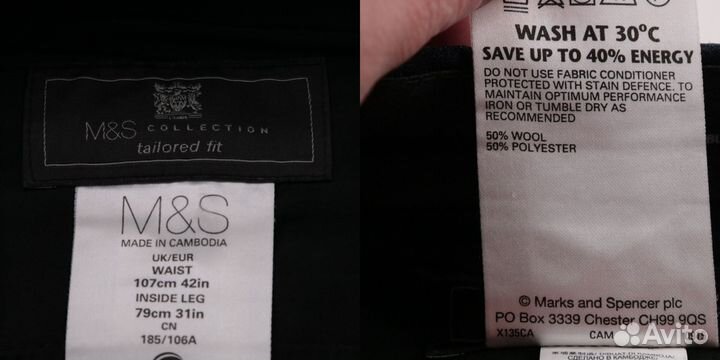 M&S COLLECTION
tailored fit
M&S
MADE IN CAMBODIA
UK/EUR
WAIST
107cm 42in
INSIDE LEG
79cm 31in
CN
185/106A
WASH AT 30°C
SAVE UP TO 40% ENERGY
DO NOT USE FABRIC CONDITIONER
PROTECTED WITH STAIN DEFENCE. TO
MAINTAIN OPTIMUM PERFORMANCE
IRON OR TUMBLE DRY AS
RECOMMENDED
50% WOOL
50% POLYESTER
© Marks and Spencer plc
PO Box 3339 Chester CH99 9QS
X135CA CAM
СДЕЛАНО В КАМБОДЖЕ
Avito